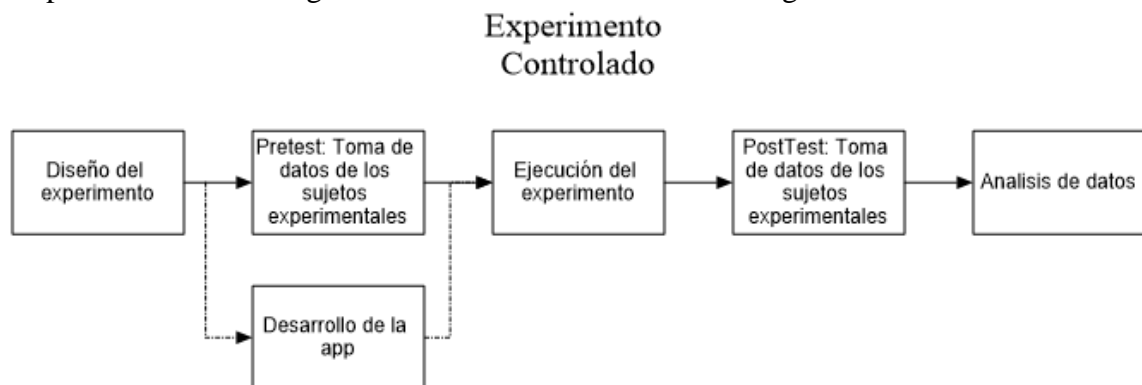 Experimento
Controlado
Diseño del
experimento
Pretest: Toma de
datos de los
sujetos
experimentales
Ejecución del
experimento
PostTest: Toma
de datos de los
sujetos
experimentales
Analisis de datos
Desarrollo de la
app